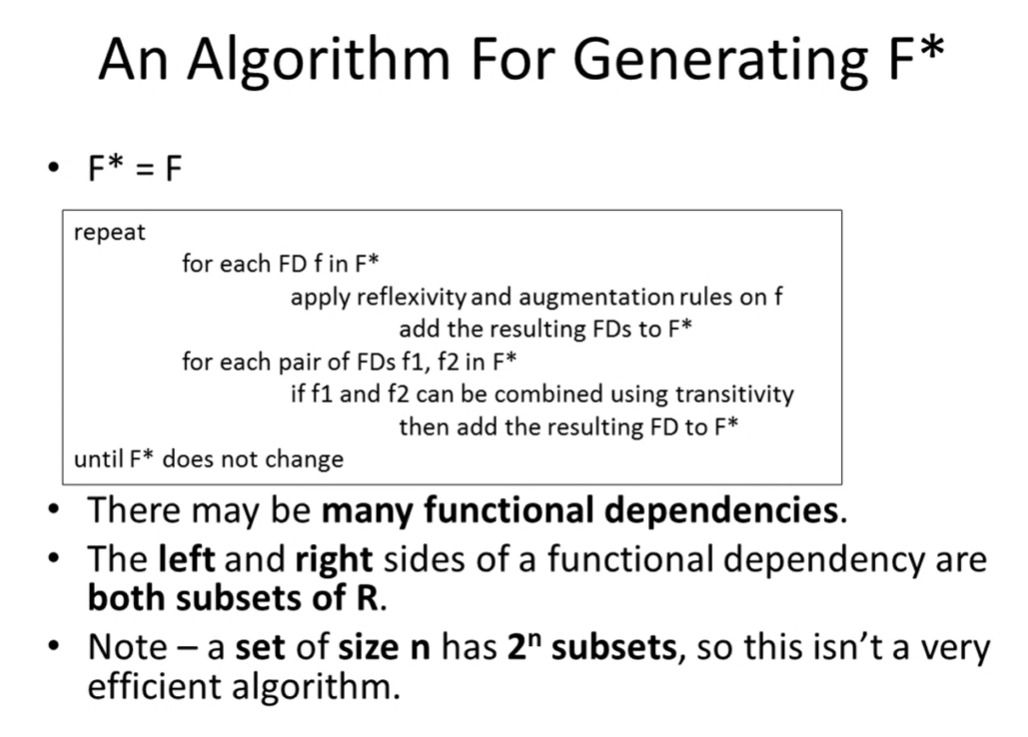 An Algorithm For Generating F*
• F* = F
repeat
for each FD f in F*
apply reflexivity and augmentation rules on f
add the resulting FDs to F*
for each pair of FDs f1, f2 in F*
if f1 and f2 can be combined using transitivity
then add the resulting FD to F*
until F* does not change
• There may be many functional dependencies.
• The left and right sides of a functional dependency are
both subsets of R.
• Note – a set of size n has 2ⁿ subsets, so this isn’t a very
efficient algorithm.